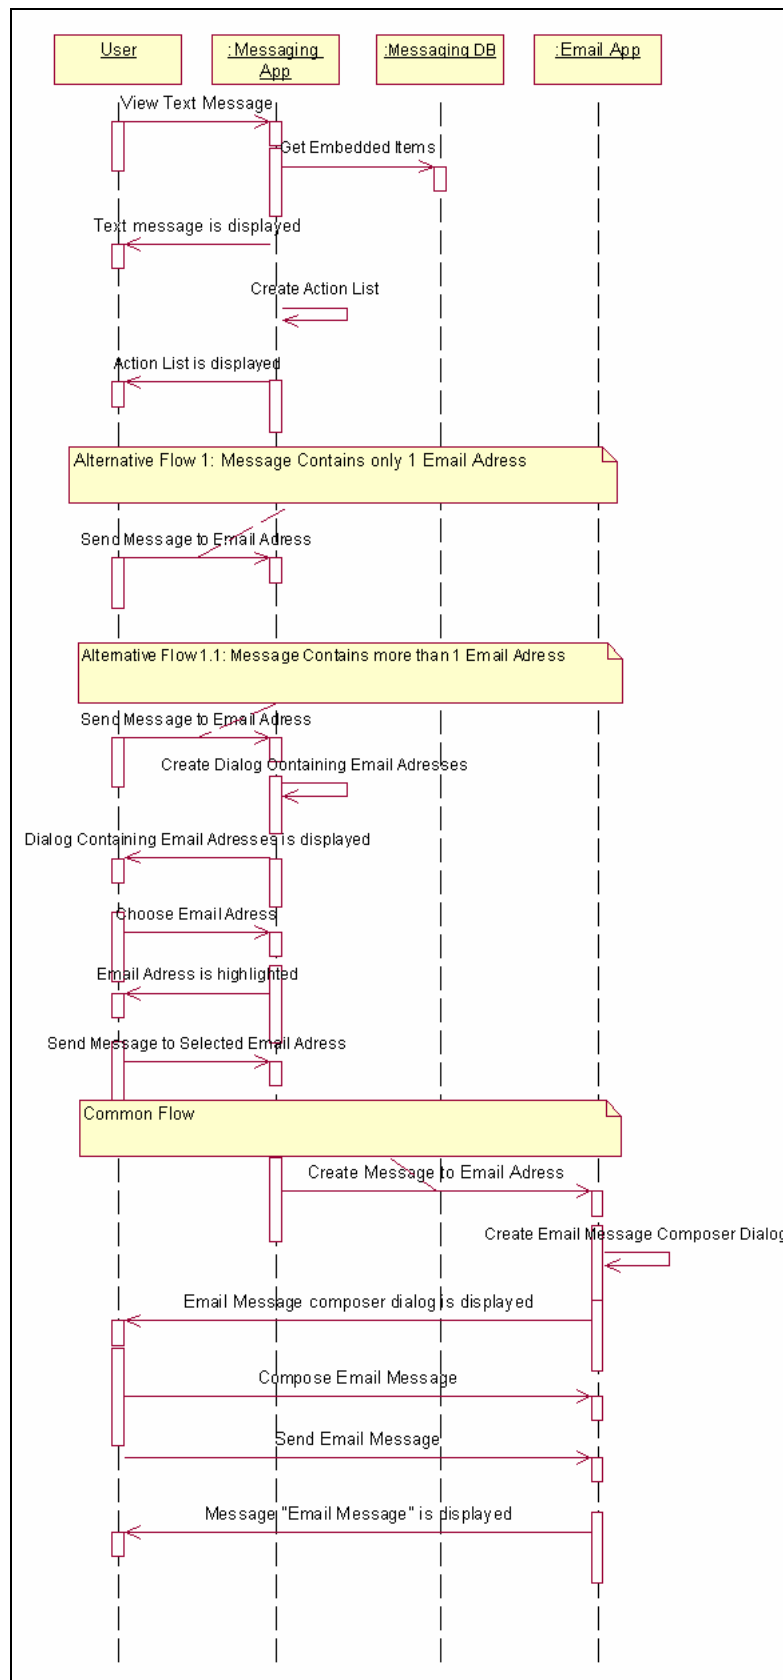 User
:Messaging
App
:Messaging DB
:Email App
View Text Message
Get Embedded Items
Text message is displayed
Create Action List
Action List is displayed
Alternative Flow 1: Message Contains only 1 Email Adress
Send Message to Email Adress
Alternative Flow 1.1: Message Contains more than 1 Email Adress
Send Message to Email Adress
Create Dialog Containing Email Adresses
Dialog Containing Email Adresses is displayed
Choose Email Adress
Email Adress is highlighted
Send Message to Selected Email Adress
Common Flow
Create Message to Email Adress
Create Email Message Composer Dialog
Email Message composer dialog is displayed
Compose Email Message
Send Email Message
Message "Email Message" is displayed